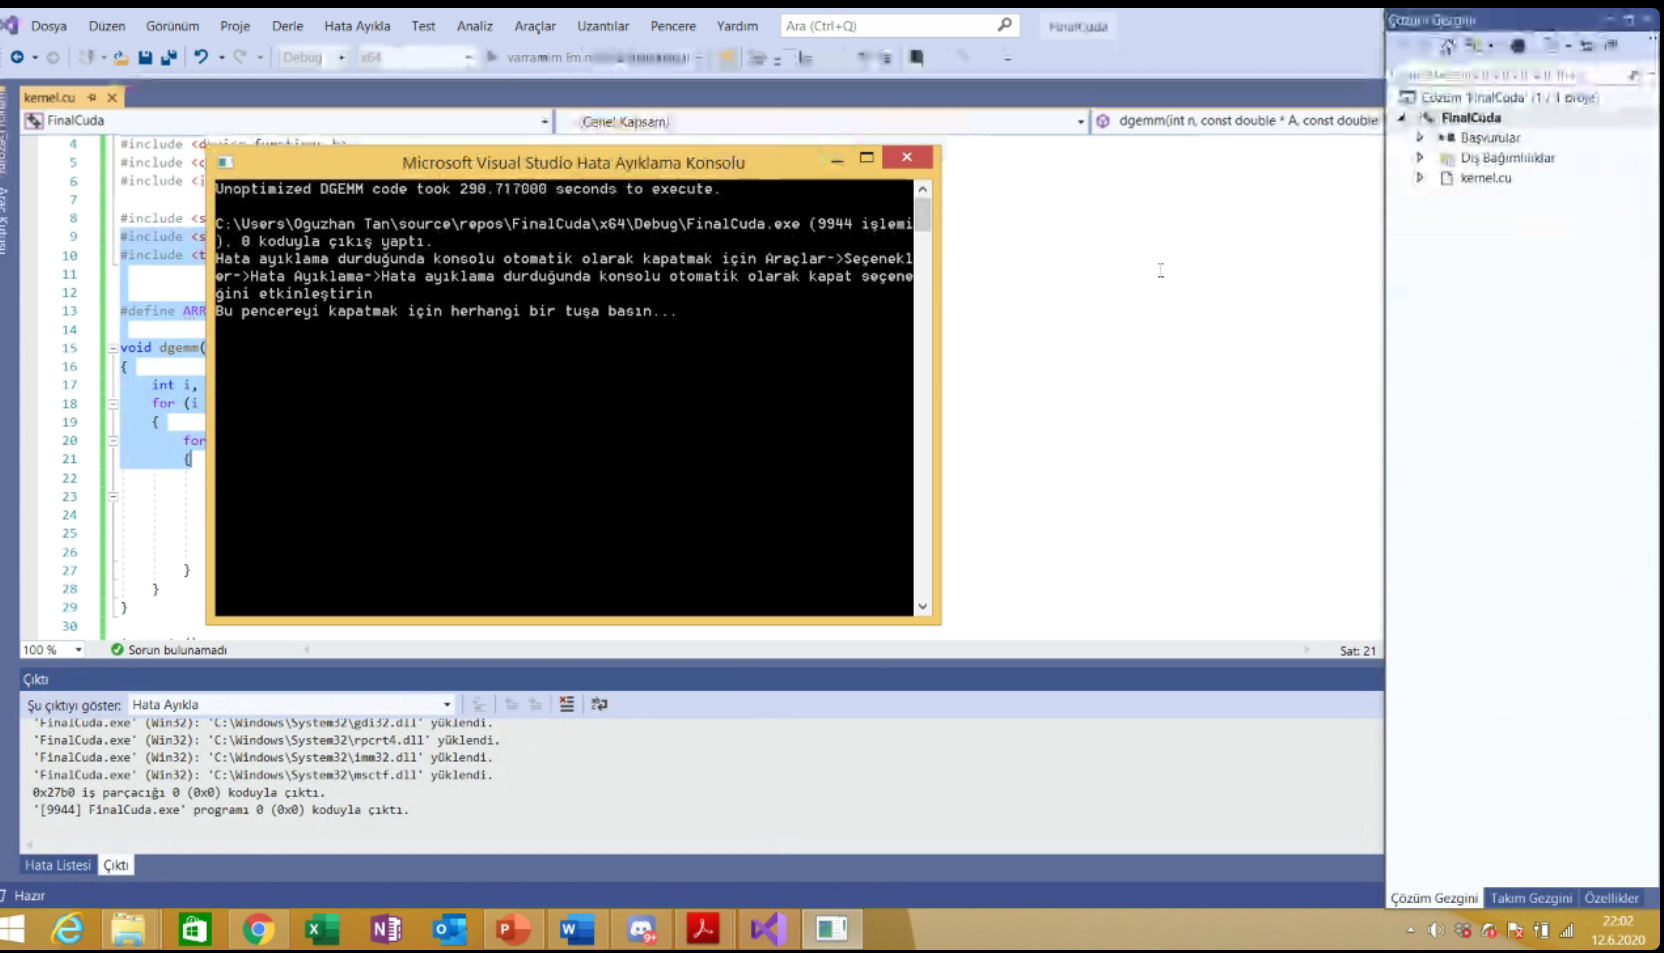 Dosya Düzen Görünüm Proje Derle Hata Ayıkla Test Analiz Araçlar Uzantılar Pencere Yardım Ara (Ctrl+Q) FinalCuda
Debug x64
kernel.cu
FinalCuda
(Genel Kapsam)
dgemm(int n, const double * A, const double
4 #include <device_functions.h>
5 #include <c
6 #include <i
7
8 #include <s
9 #include <s
10 #include <t
11
12
13 #define ARR
14
15 void dgemm(
16 {
17 int i,
18 for (i
19 {
20 for
21 {
22
23
24
25
26
27 }
28 }
29 }
30
Microsoft Visual Studio Hata Ayıklama Konsolu
Unoptimized DGEMM code took 290.717000 seconds to execute.
C:\Users\Oguzhan Tan\source\repos\FinalCuda\x64\Debug\FinalCuda.exe (9944 işlemi
), 0 koduyla çıkış yaptı.
Hata ayıklama durduğunda konsolu otomatik olarak kapatmak için Araçlar->Seçenekl
er->Hata Ayıklama->Hata ayıklama durduğunda konsolu otomatik olarak kapat seçene
ğini etkinleştirin
Bu pencereyi kapatmak için herhangi bir tuşa basın...
100 %
Sorun bulunamadı
Sat: 21
Çıktı
Şu çıktıyı göster: Hata Ayıkla
'FinalCuda.exe' (Win32): 'C:\Windows\System32\gdi32.dll' yüklendi.
'FinalCuda.exe' (Win32): 'C:\Windows\System32\rpcrt4.dll' yüklendi.
'FinalCuda.exe' (Win32): 'C:\Windows\System32\imm32.dll' yüklendi.
'FinalCuda.exe' (Win32): 'C:\Windows\System32\msctf.dll' yüklendi.
0x27b0 iş parçacığı 0 (0x0) koduyla çıktı.
'[9944] FinalCuda.exe' programı 0 (0x0) koduyla çıktı.
Hata Listesi Çıktı
Hazır
Çözüm Gezgini
Çözüm 'FinalCuda' (1 / 1 proje)
FinalCuda
Başvurular
Dış Bağımlılıklar
kernel.cu
Çözüm Gezgini Takım Gezgini Özellikler
22:02
12.6.2020